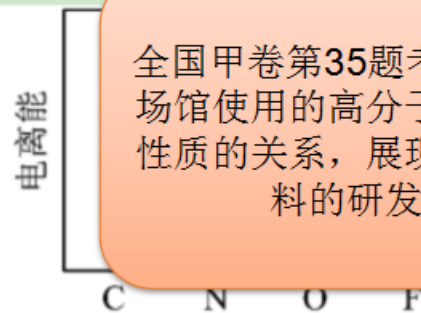 全国甲卷第35题
场馆使用的高分子
性质的关系，展现
料的研发
电离能
C N O F